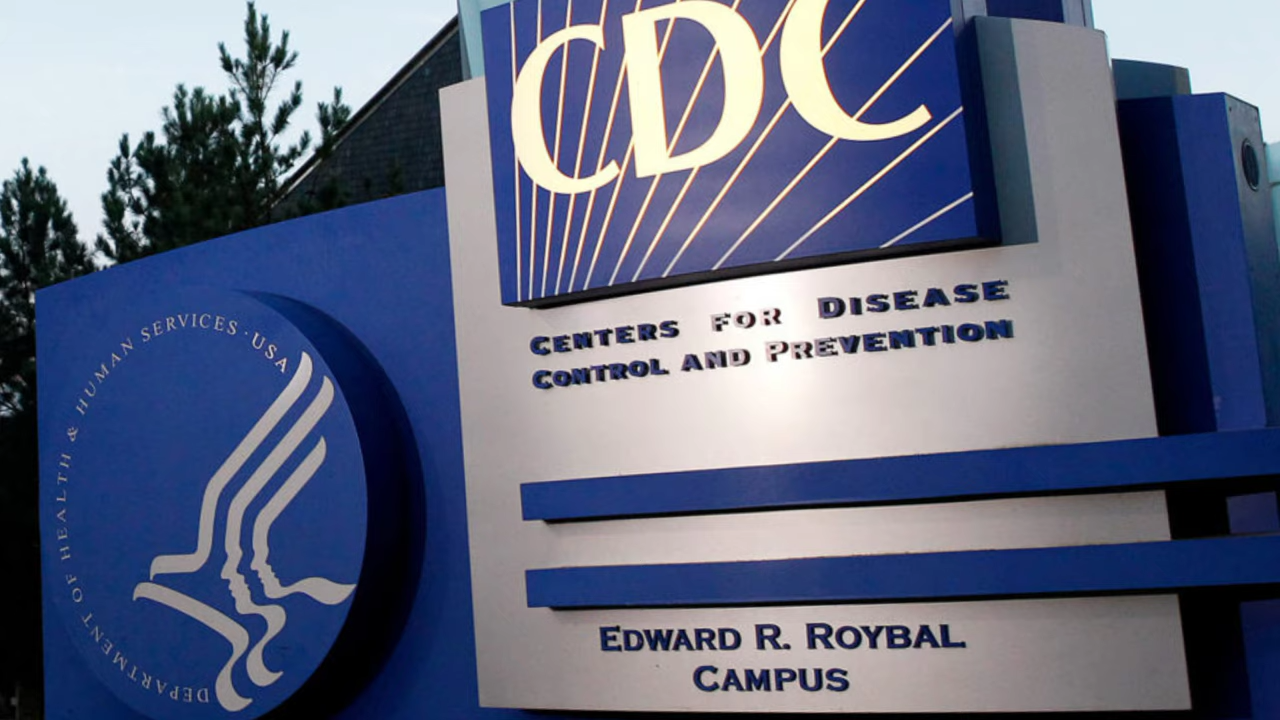 CDC
CENTERS FOR DISEASE
CONTROL AND PREVENTION
EDWARD R. ROYBAL
CAMPUS
DEPARTMENT OF HEALTH & HUMAN SERVICES · USA